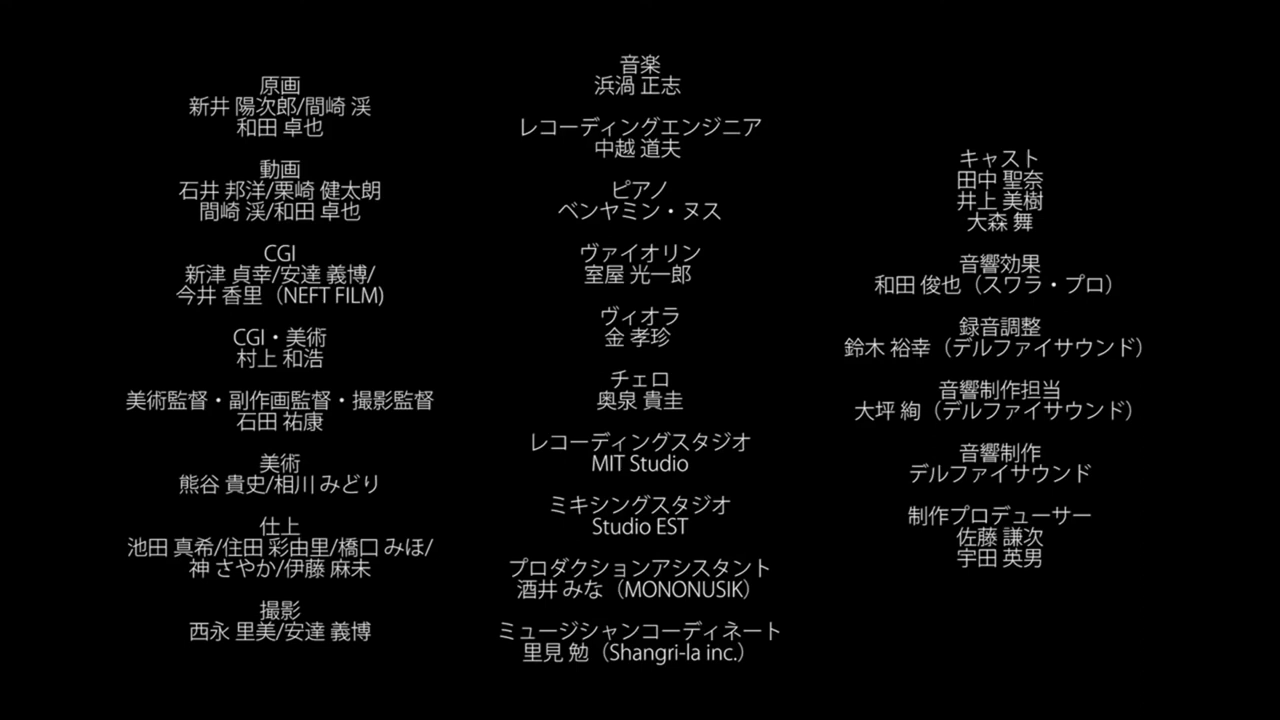 原画
新井 陽次郎/間崎 渓
和田 卓也
動画
石井 邦洋/栗崎 健太朗
間崎 渓/和田 卓也
CGI
新津 貞幸/安達 義博/
今井 香里（NEFT FILM)
CGI・美術
村上 和浩
美術監督・副作画監督・撮影監督
石田 祐康
美術
熊谷 貴史/相川 みどり
仕上
池田 真希/住田 彩由里/橋口 みほ/
神 さやか/伊藤 麻未
撮影
西永 里美/安達 義博
音楽
浜渦 正志
レコーディングエンジニア
中越 道夫
ピアノ
ベンヤミン・ヌス
ヴァイオリン
室屋 光一郎
ヴィオラ
金 孝珍
チェロ
奥泉 貴圭
レコーディングスタジオ
MIT Studio
ミキシングスタジオ
Studio EST
プロダクションアシスタント
酒井 みな（MONONUSIK）
ミュージシャンコーディネート
里見 勉（Shangri-la inc.）
キャスト
田中 聖奈
井上 美樹
大森 舞
音響効果
和田 俊也（スワラ・プロ）
録音調整
鈴木 裕幸（デルファイサウンド）
音響制作担当
大坪 絢（デルファイサウンド）
音響制作
デルファイサウンド
制作プロデューサー
佐藤 謙次
宇田 英男